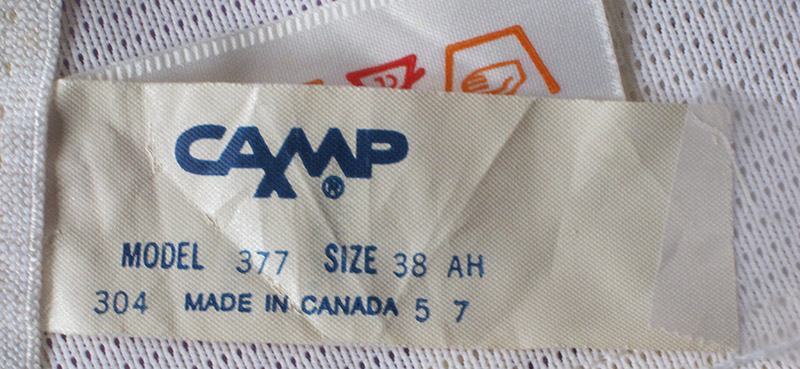 CAMP®
MODEL 377 SIZE 38 AH
304 MADE IN CANADA 5 7